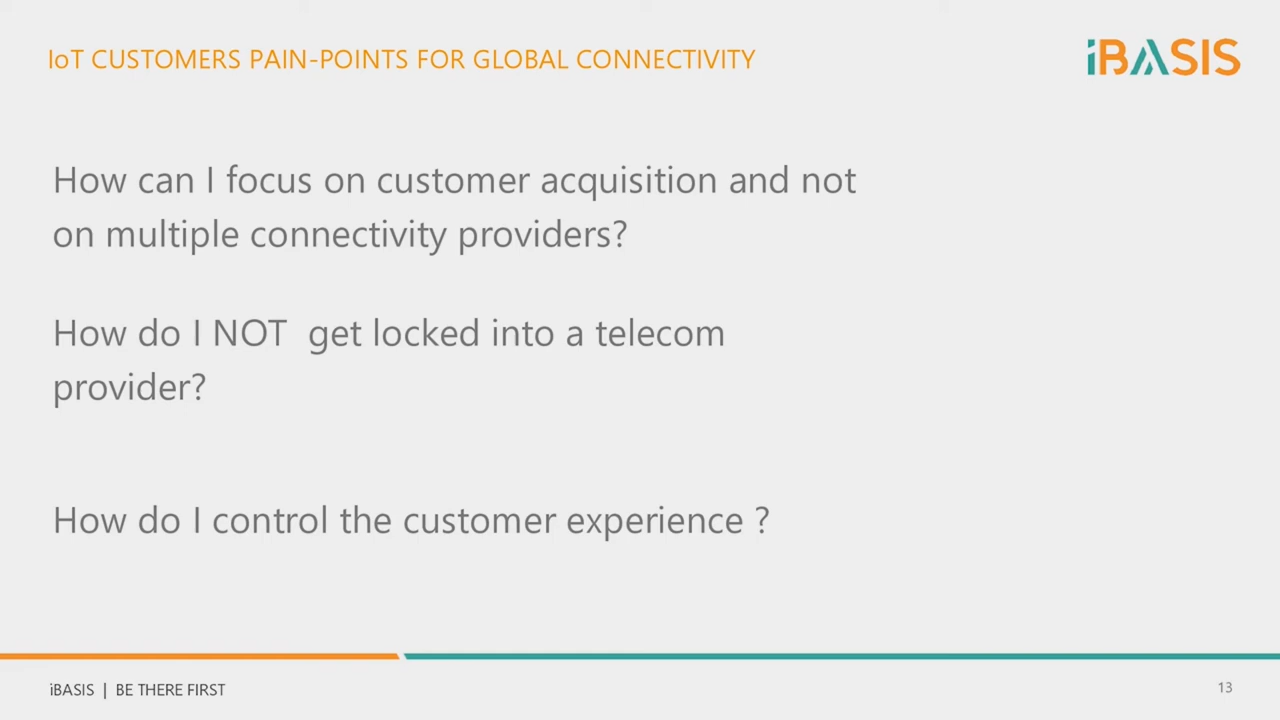 IoT CUSTOMERS PAIN-POINTS FOR GLOBAL CONNECTIVITY
iBASIS
How can I focus on customer acquisition and not
on multiple connectivity providers?
How do I NOT  get locked into a telecom
provider?
How do I control the customer experience ?
iBASIS | BE THERE FIRST
13